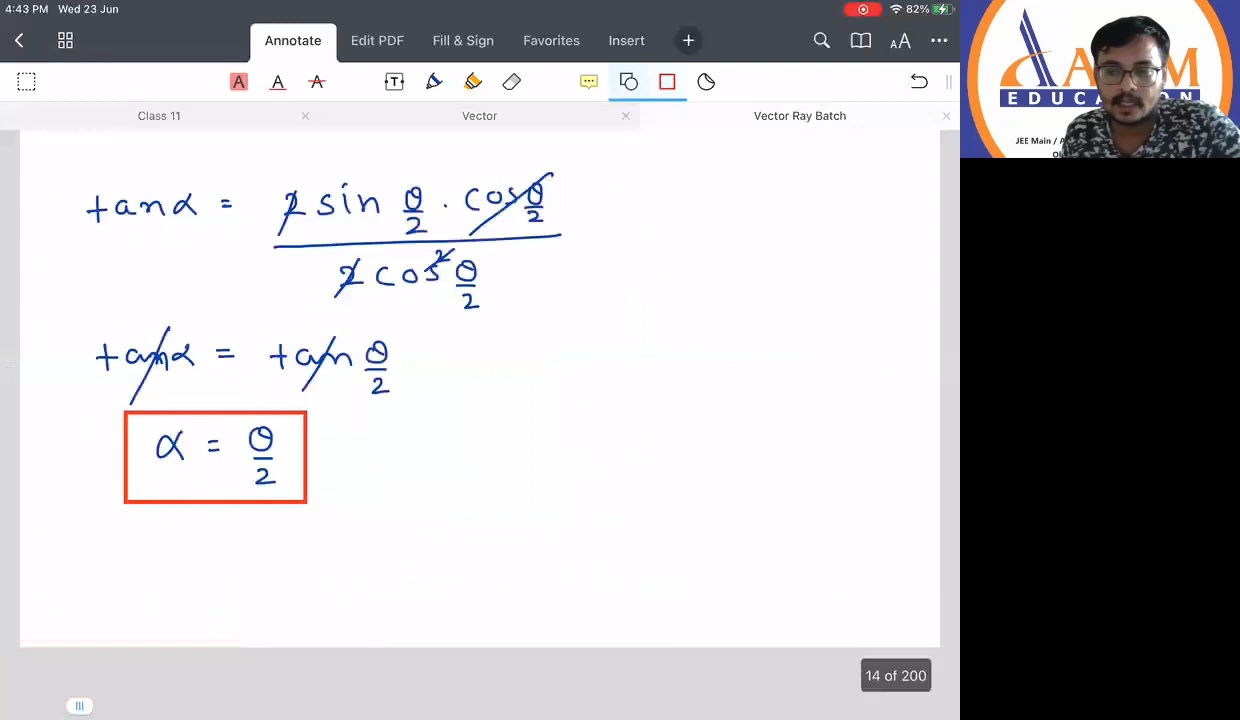 4:43 PM Wed 23 Jun 82%
Annotate Edit PDF Fill & Sign Favorites Insert
Class 11 Vector Vector Ray Batch
EDUCATION
JEE Main /
tanα = 2 sin θ/2 · cos θ/2
2 cos² θ/2
tanα = tan θ/2
α = θ/2
14 of 200